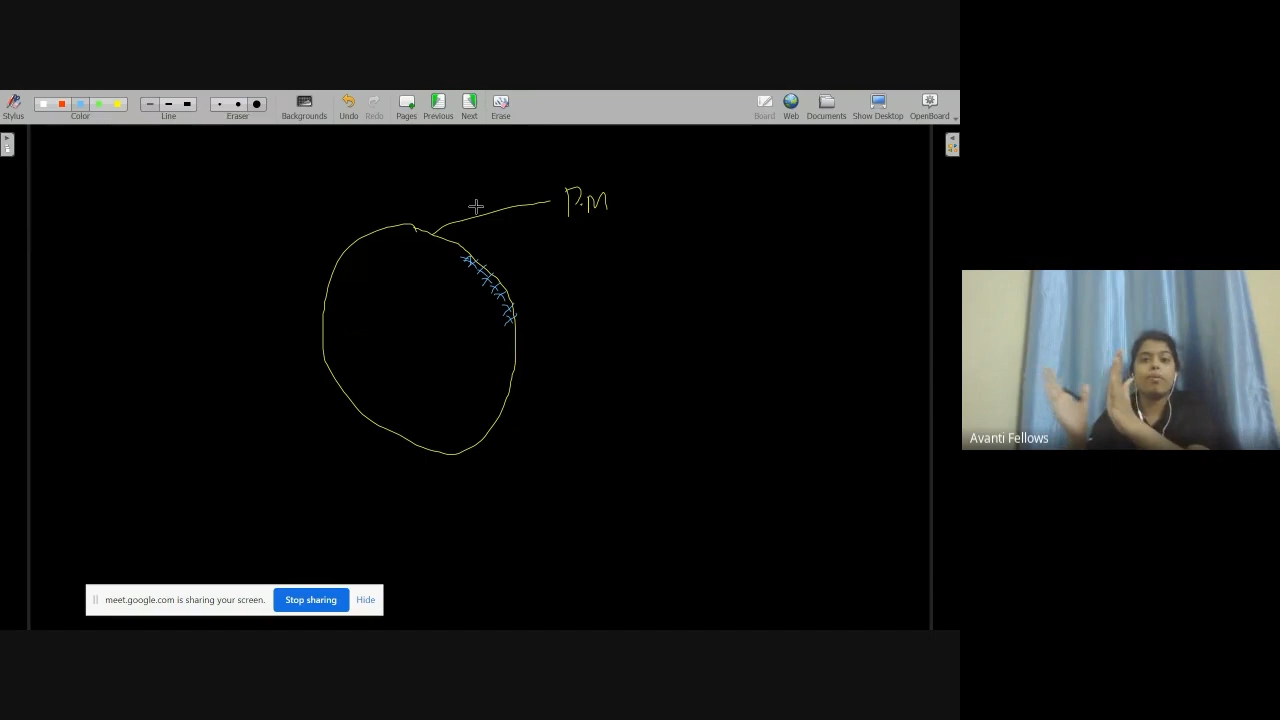 Stylus
Color
Line
Eraser
Backgrounds
Undo
Redo
Pages
Previous
Next
Erase
Board
Web
Documents
Show Desktop
OpenBoard
P.M
Avanti Fellows
meet.google.com is sharing your screen.
Stop sharing
Hide